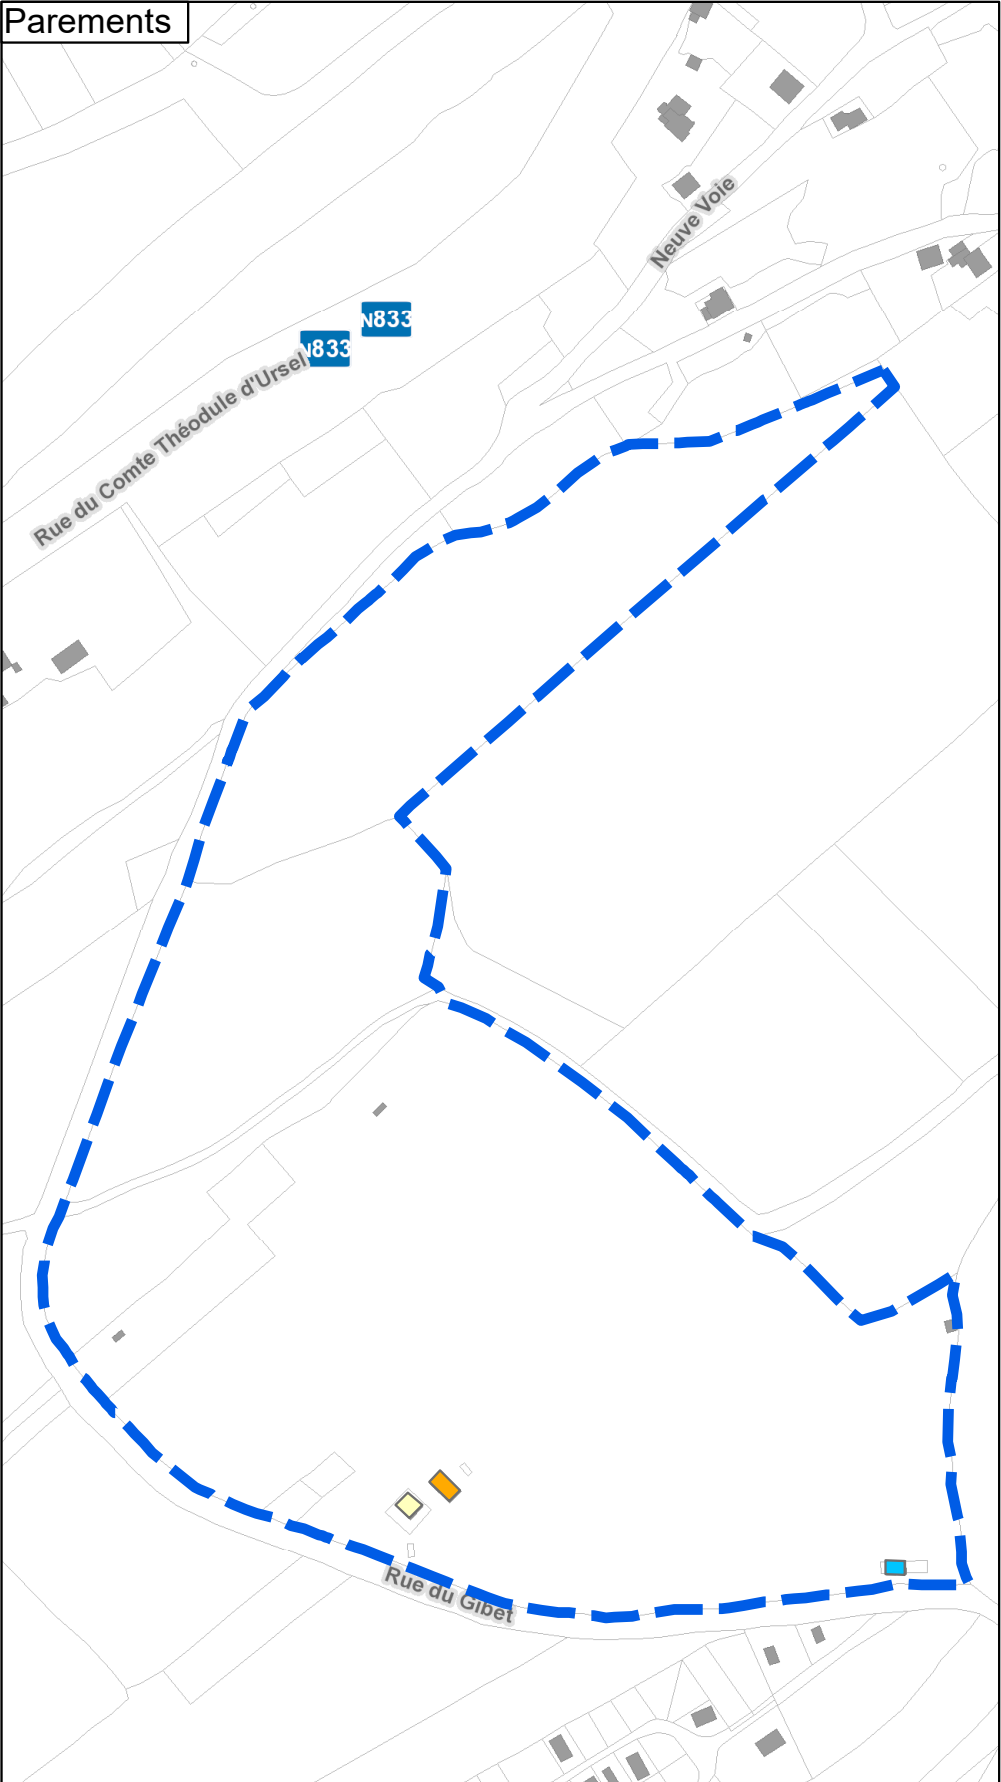 Parements
Neuve Voie
N833
N833
Rue du Comte Théodule d'Ursel
Rue du Gibet